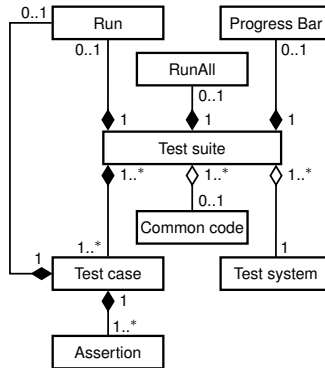 0..1
Run
Progress Bar
0..1
0..1
RunAll
0..1
1
1
1
Test suite
1..*
1..*
1..*
0..1
Common code
1..*
1
1
Test case
Test system
1
1..*
Assertion